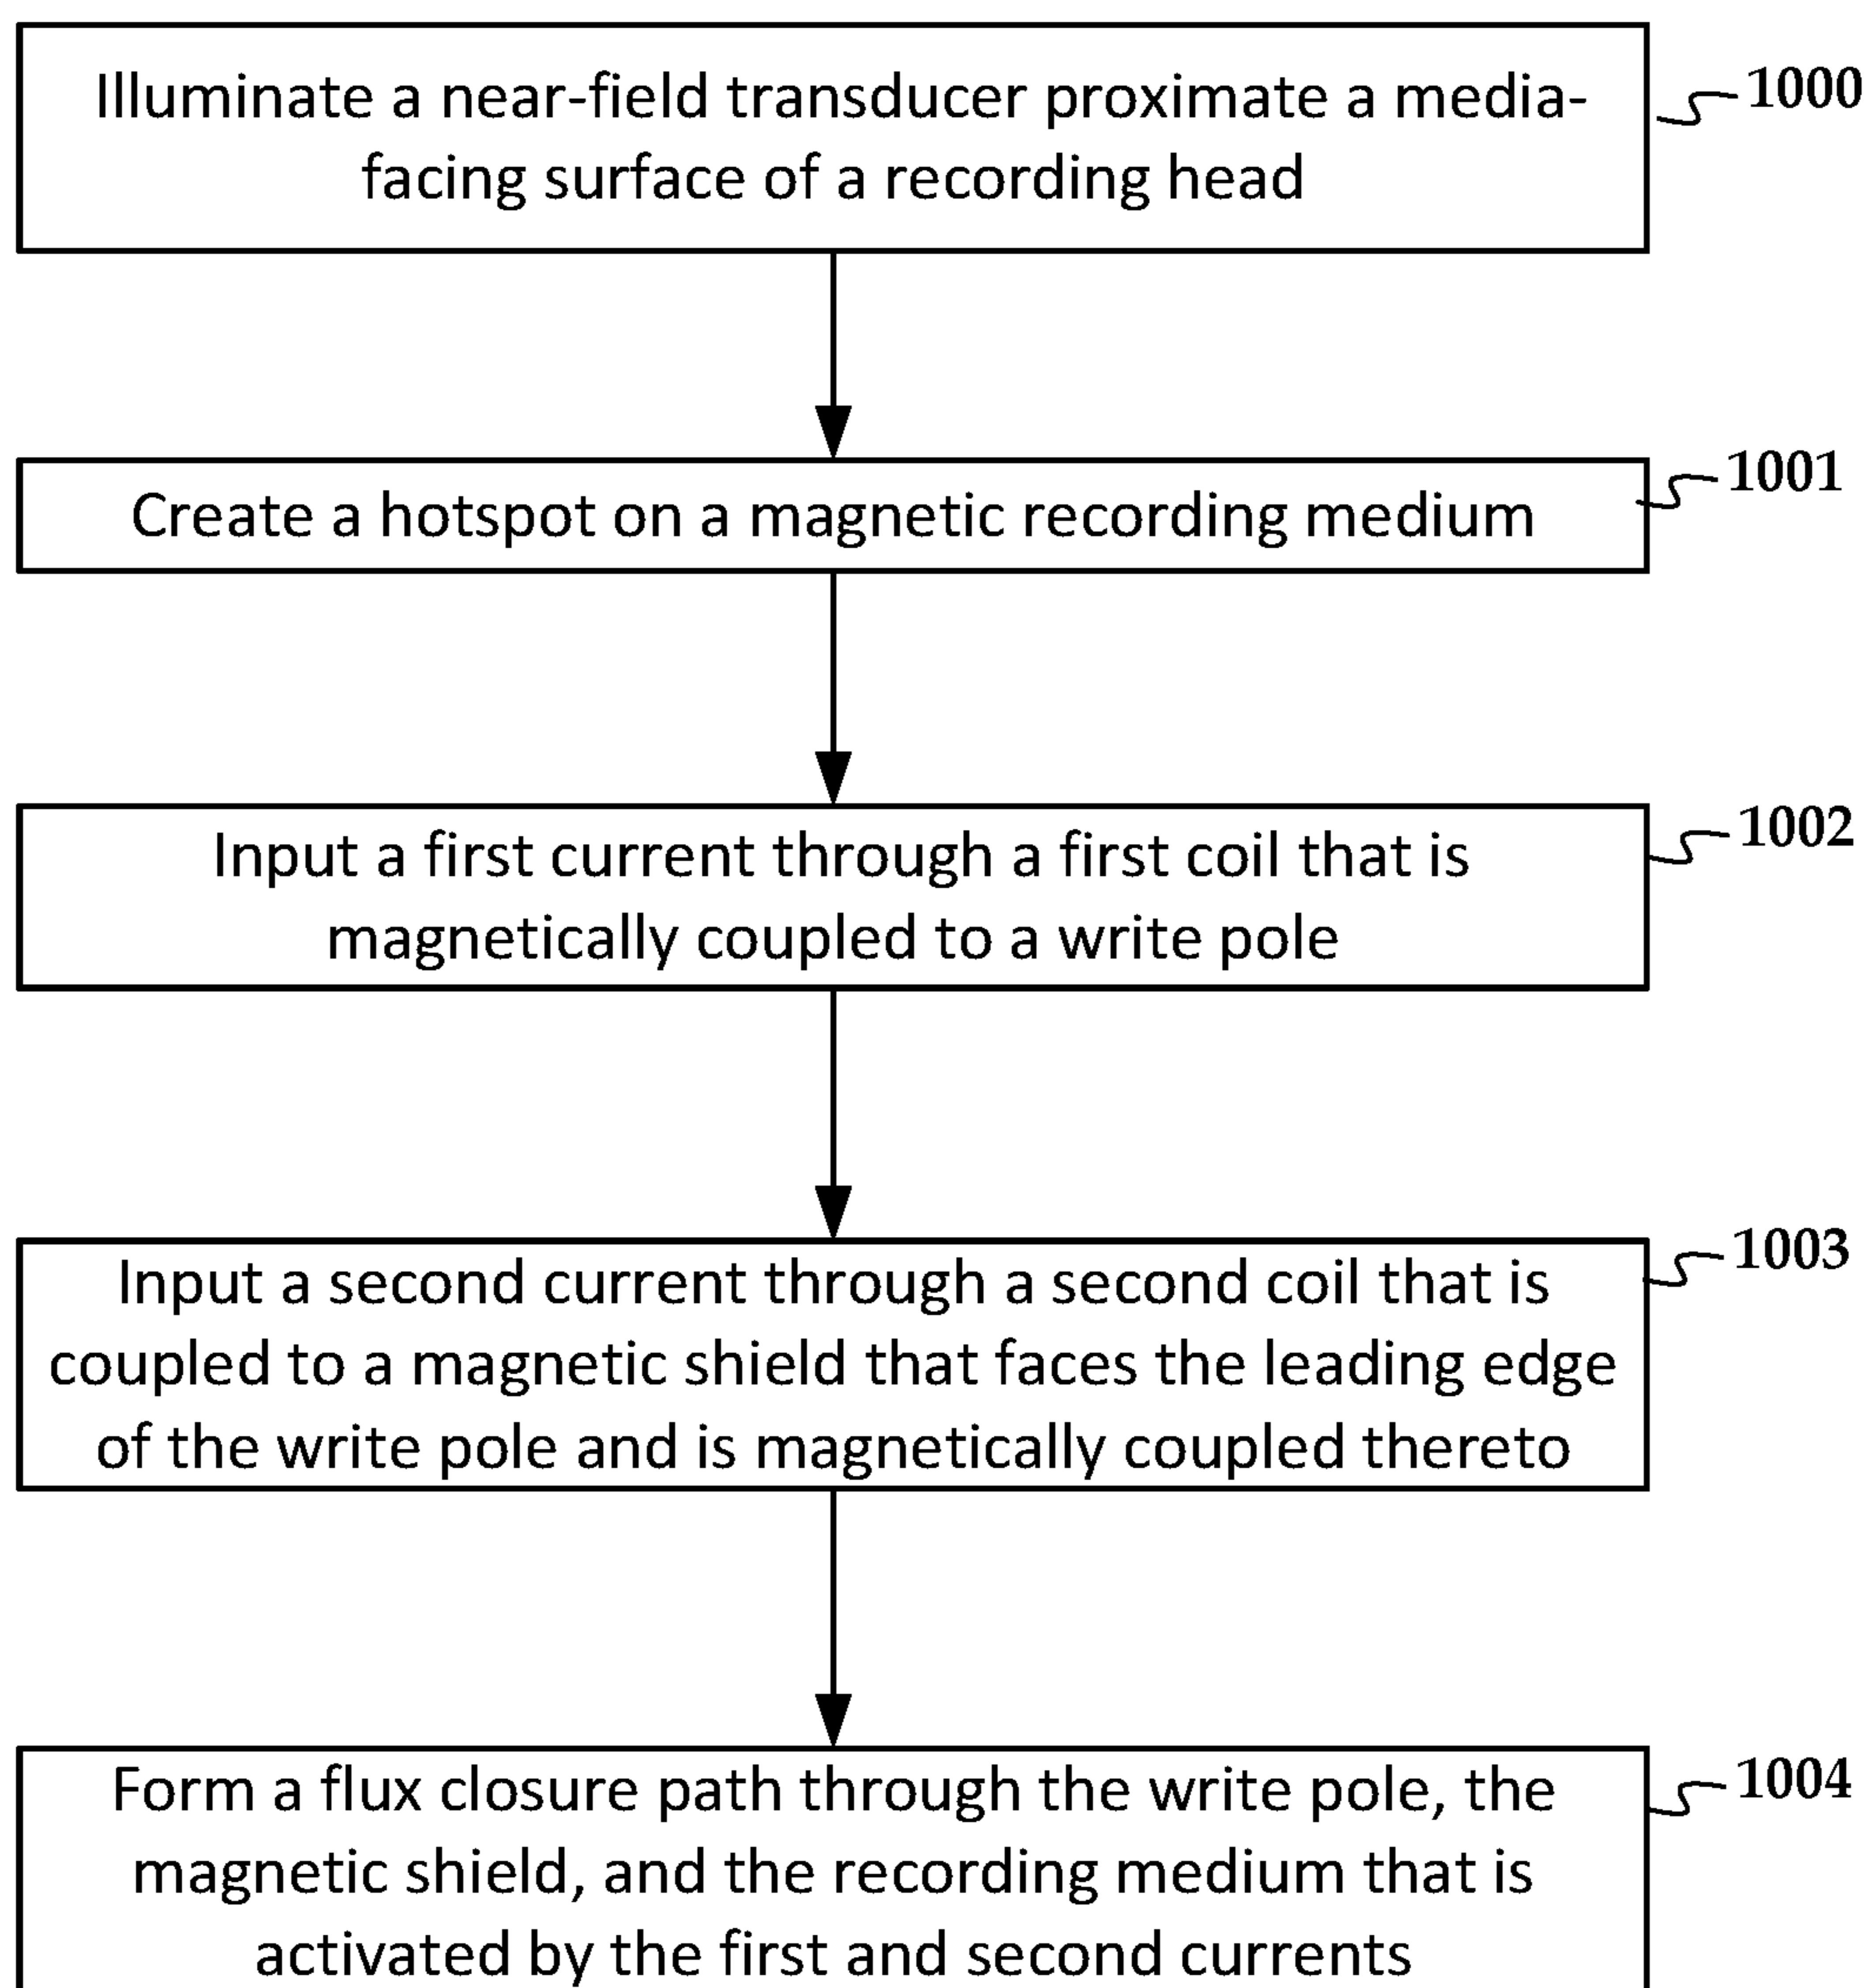 Illuminate a near-field transducer proximate a media-
facing surface of a recording head
1000
Create a hotspot on a magnetic recording medium
1001
Input a first current through a first coil that is
magnetically coupled to a write pole
1002
Input a second current through a second coil that is
coupled to a magnetic shield that faces the leading edge
of the write pole and is magnetically coupled thereto
1003
Form a flux closure path through the write pole, the
magnetic shield, and the recording medium that is
activated by the first and second currents
1004